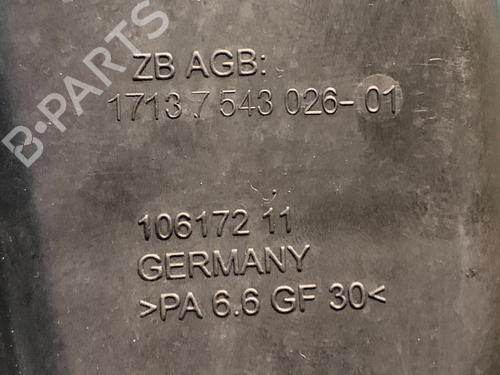 B-PARTS
ZB AGB:
1713 7 543 026-01
106172 11
GERMANY
>PA 6.6 GF 30<